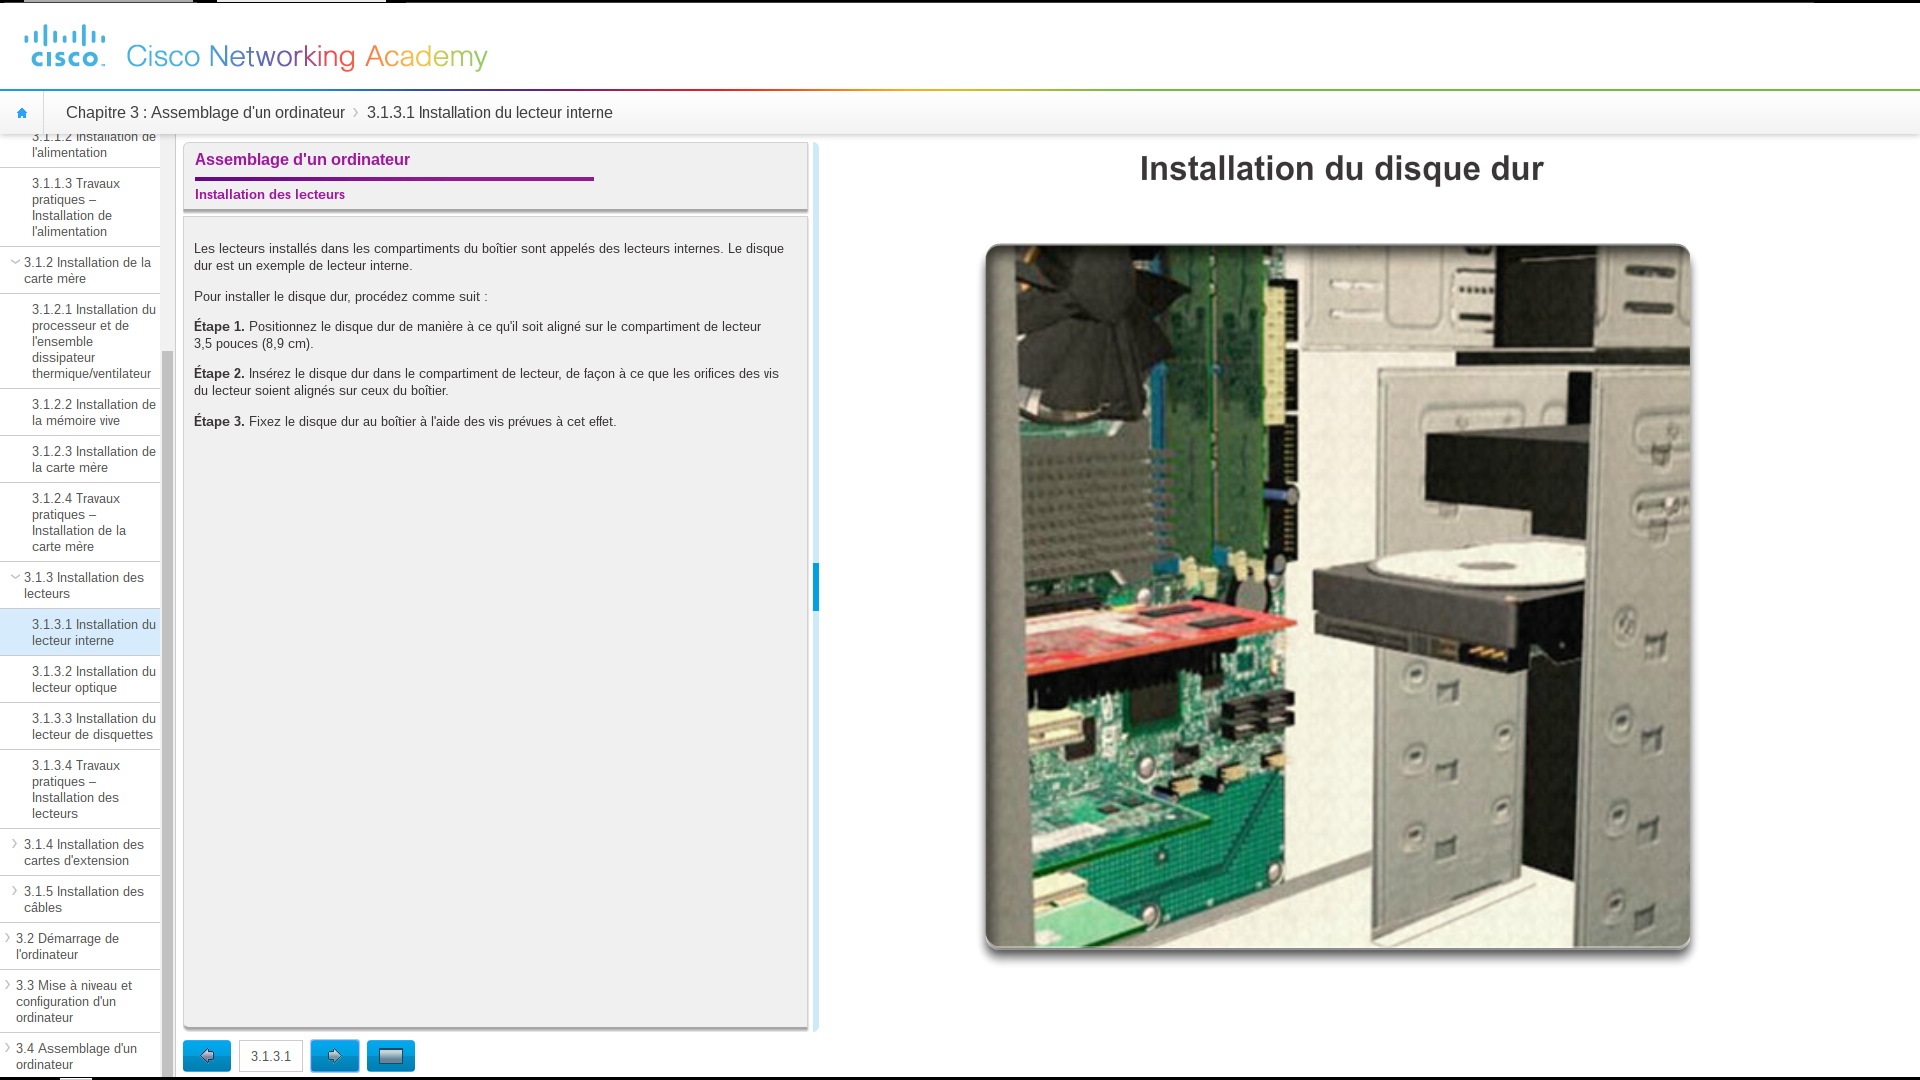 cisco
Cisco Networking Academy
Chapitre 3 : Assemblage d'un ordinateur
3.1.3.1 Installation du lecteur interne
3.1.1.2 Installation de
l'alimentation
3.1.1.3 Travaux
pratiques –
Installation de
l'alimentation
3.1.2 Installation de la
carte mère
3.1.2.1 Installation du
processeur et de
l'ensemble
dissipateur
thermique/ventilateur
3.1.2.2 Installation de
la mémoire vive
3.1.2.3 Installation de
la carte mère
3.1.2.4 Travaux
pratiques –
Installation de la
carte mère
3.1.3 Installation des
lecteurs
3.1.3.1 Installation du
lecteur interne
3.1.3.2 Installation du
lecteur optique
3.1.3.3 Installation du
lecteur de disquettes
3.1.3.4 Travaux
pratiques –
Installation des
lecteurs
3.1.4 Installation des
cartes d'extension
3.1.5 Installation des
câbles
3.2 Démarrage de
l'ordinateur
3.3 Mise à niveau et
configuration d'un
ordinateur
3.4 Assemblage d'un
ordinateur
Assemblage d'un ordinateur
Installation des lecteurs
Les lecteurs installés dans les compartiments du boîtier sont appelés des lecteurs internes. Le disque
dur est un exemple de lecteur interne.
Pour installer le disque dur, procédez comme suit :
Étape 1. Positionnez le disque dur de manière à ce qu'il soit aligné sur le compartiment de lecteur
3,5 pouces (8,9 cm).
Étape 2. Insérez le disque dur dans le compartiment de lecteur, de façon à ce que les orifices des vis
du lecteur soient alignés sur ceux du boîtier.
Étape 3. Fixez le disque dur au boîtier à l'aide des vis prévues à cet effet.
3.1.3.1
Installation du disque dur